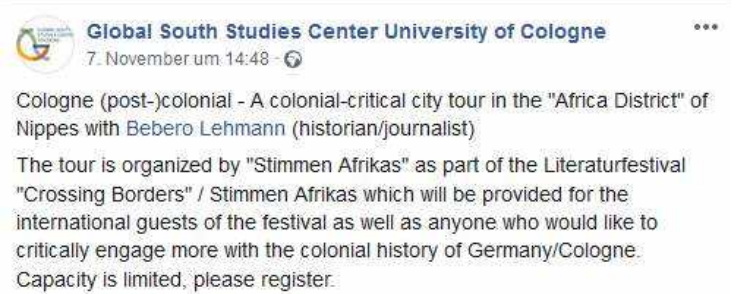 Global South Studies Center University of Cologne
7. November um 14:48 ·
Cologne (post-)colonial - A colonial-critical city tour in the "Africa District" of
Nippes with Bebero Lehmann (historian/journalist)
The tour is organized by "Stimmen Afrikas" as part of the Literaturfestival
"Crossing Borders" / Stimmen Afrikas which will be provided for the
international guests of the festival as well as anyone who would like to
critically engage more with the colonial history of Germany/Cologne.
Capacity is limited, please register.